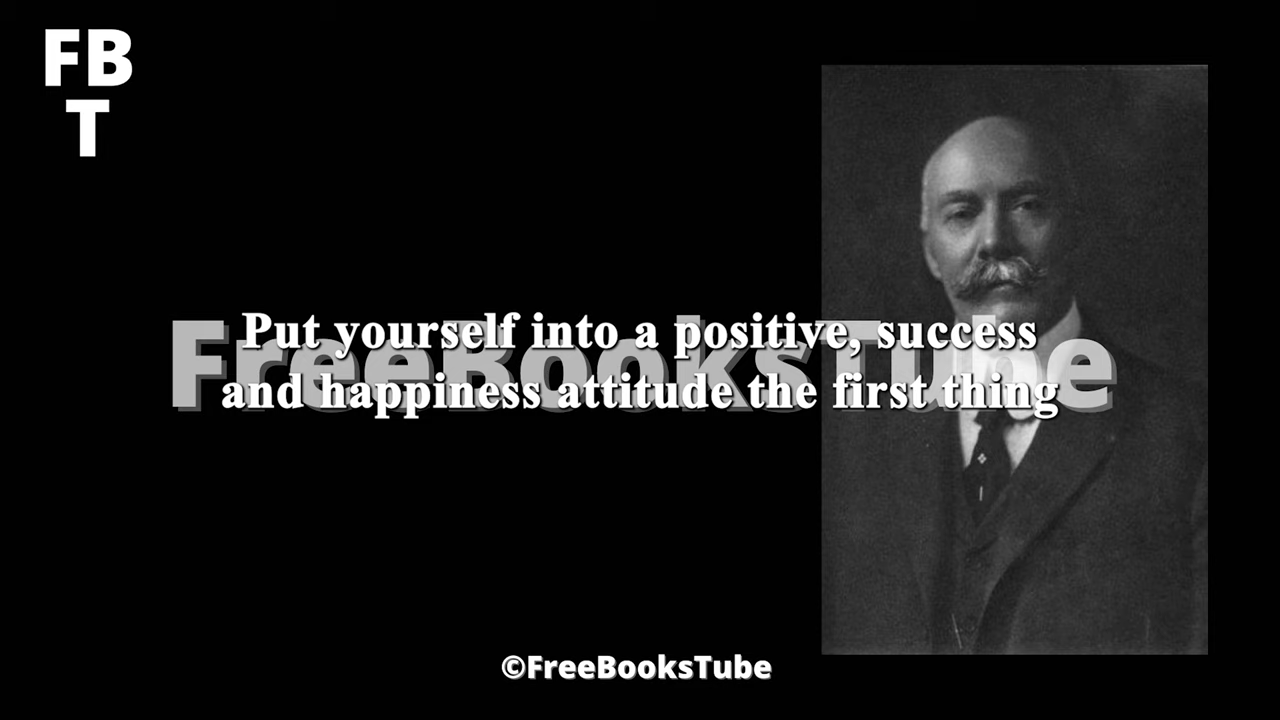 FB
T
FreeBooksTube
Put yourself into a positive, success
and happiness attitude the first thing
©FreeBooksTube